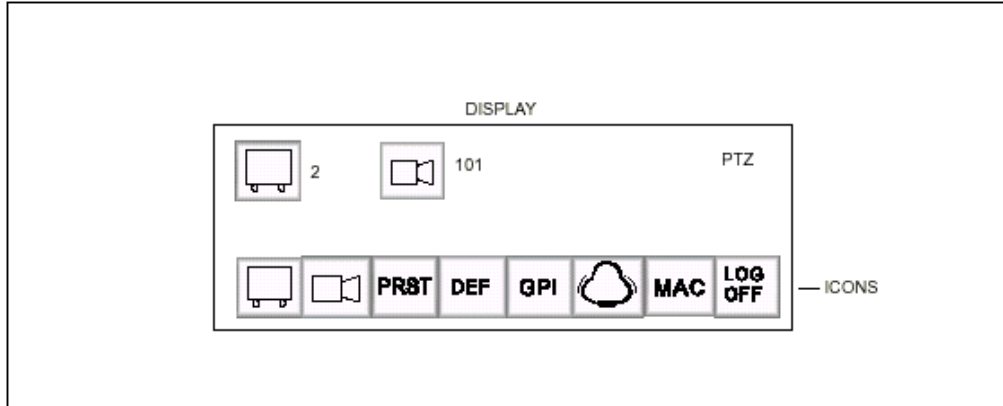 DISPLAY
2 101 PTZ
PRST DEF GPI MAC LOG OFF
ICONS